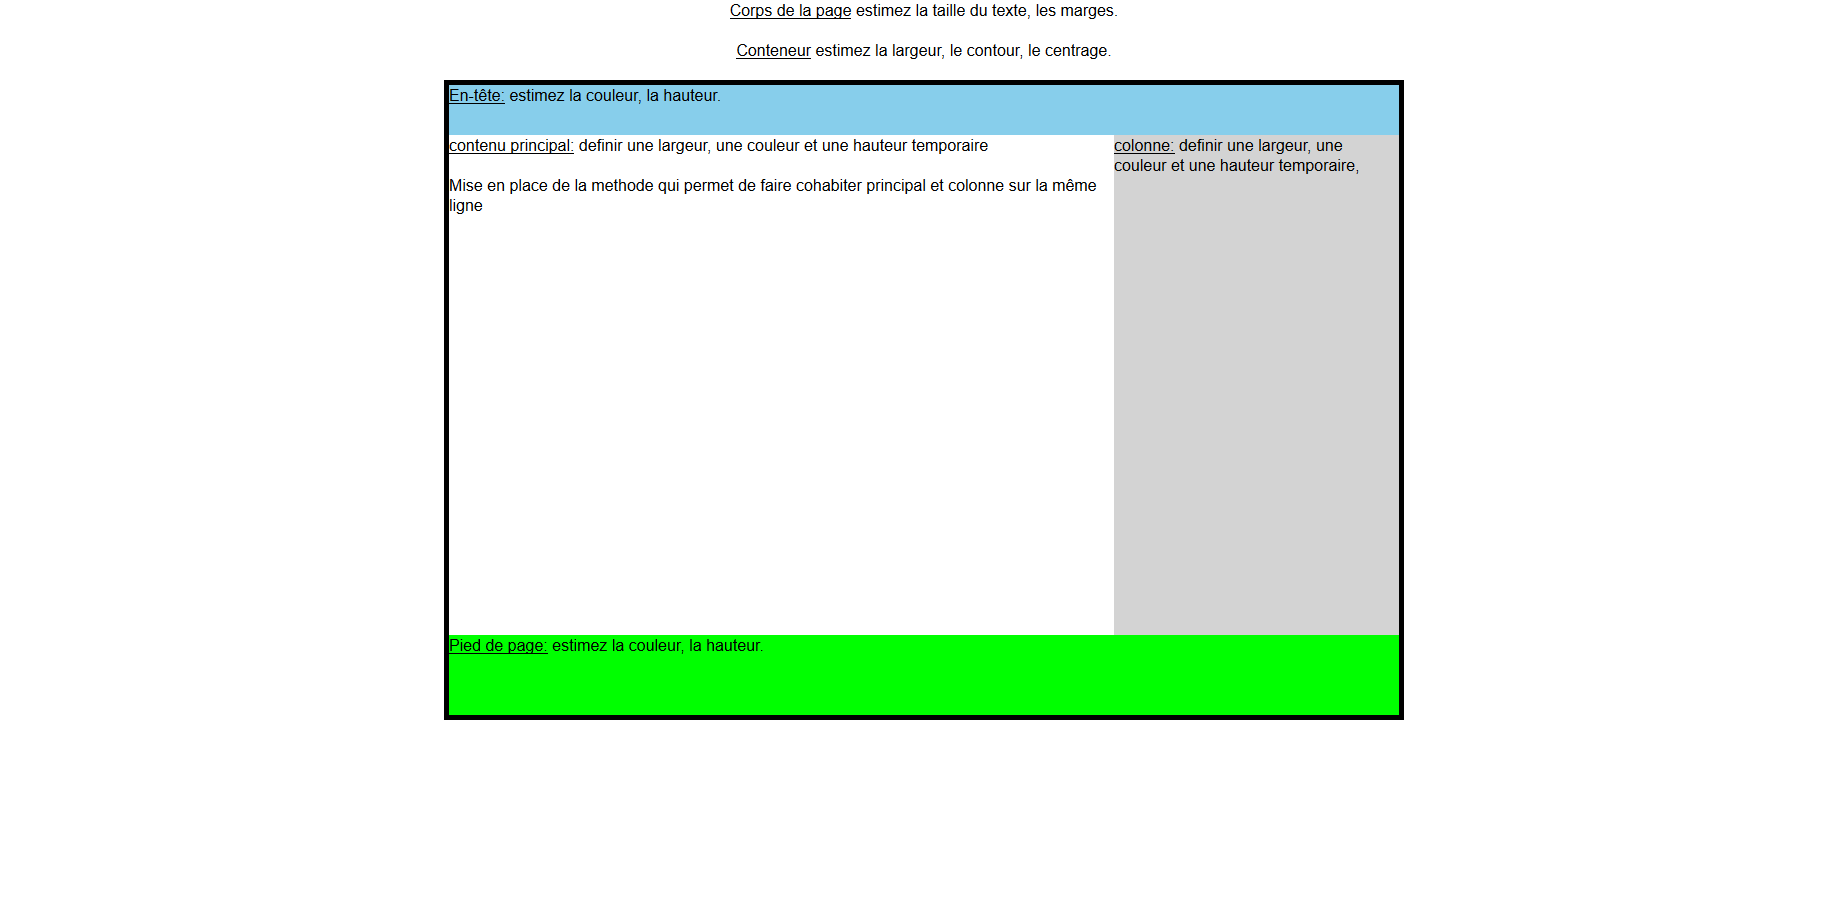 Corps de la page estimez la taille du texte, les marges.
Conteneur estimez la largeur, le contour, le centrage.
En-tête: estimez la couleur, la hauteur.
contenu principal: definir une largeur, une couleur et une hauteur temporaire
Mise en place de la methode qui permet de faire cohabiter principal et colonne sur la même
ligne
colonne: definir une largeur, une
couleur et une hauteur temporaire,
Pied de page: estimez la couleur, la hauteur.